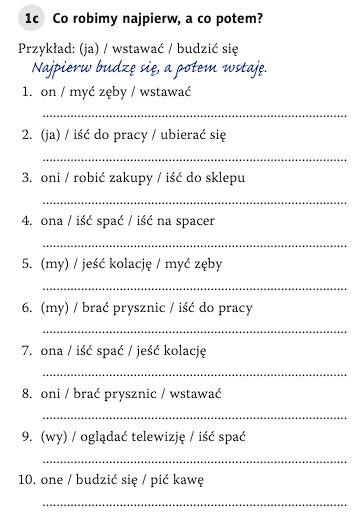 1c Co robimy najpierw, a co potem?
Przykład: (ja) / wstawać / budzić się
Najpierw budzę się, a potem wstaję.
1. on / myć zęby / wstawać
2. (ja) / iść do pracy / ubierać się
3. oni / robić zakupy / iść do sklepu
4. ona / iść spać / iść na spacer
5. (my) / jeść kolację / myć zęby
6. (my) / brać prysznic / iść do pracy
7. ona / iść spać / jeść kolację
8. oni / brać prysznic / wstawać
9. (wy) / oglądać telewizję / iść spać
10. one / budzić się / pić kawę